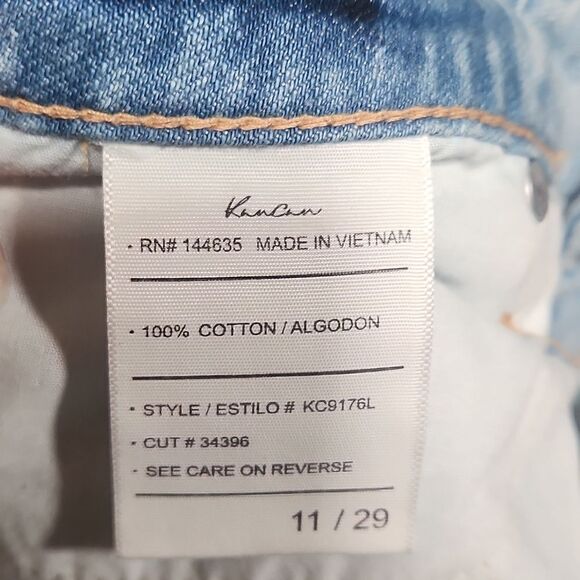 KanCan
· RN# 144635 MADE IN VIETNAM
· 100% COTTON / ALGODON
· STYLE / ESTILO # KC9176L
· CUT # 34396
· SEE CARE ON REVERSE
11 / 29